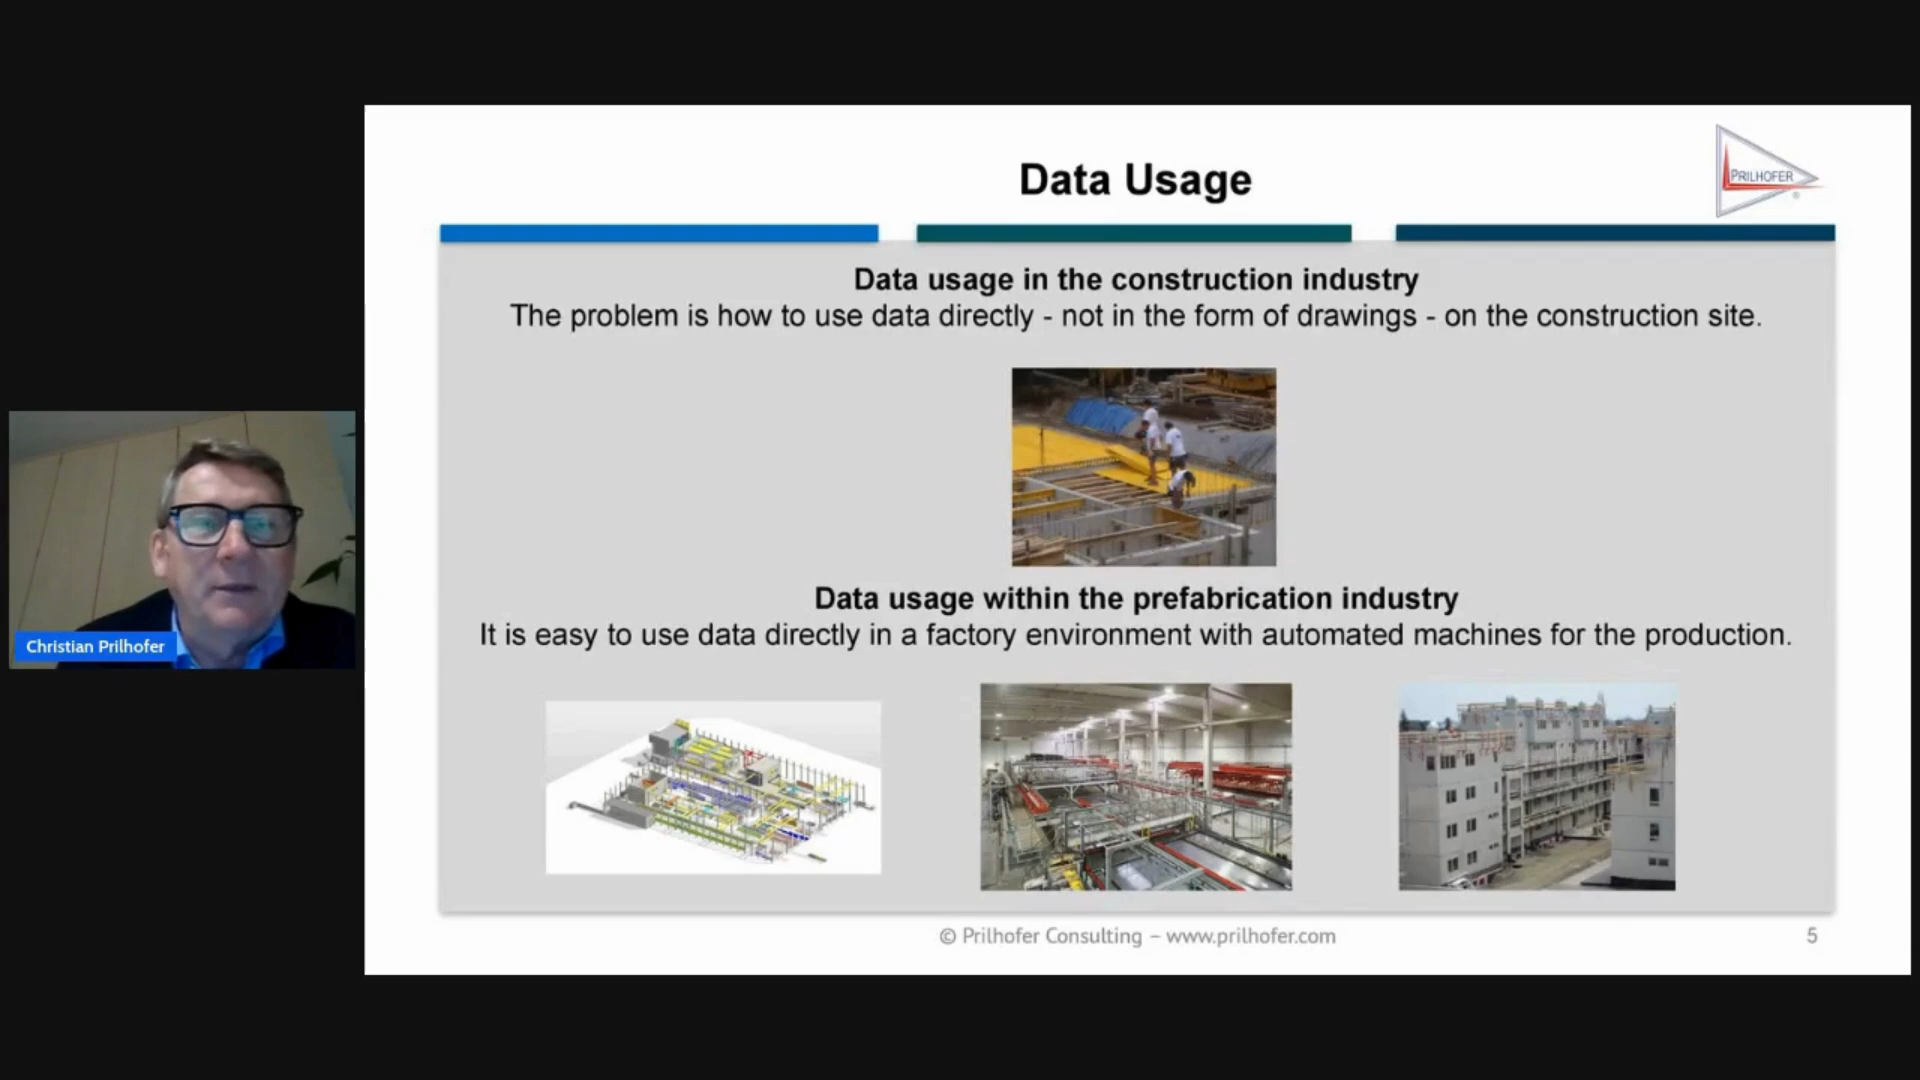 Data Usage
PRILHOFER
®
Data usage in the construction industry
The problem is how to use data directly - not in the form of drawings - on the construction site.
Christian Prilhofer
Data usage within the prefabrication industry
It is easy to use data directly in a factory environment with automated machines for the production.
© Prilhofer Consulting – www.prilhofer.com
5